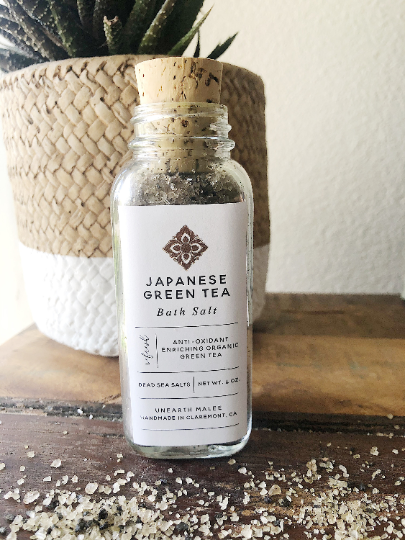 JAPANESE
GREEN TEA
Bath Salt
refresh
ANTI-OXIDANT
ENRICHING ORGANIC
GREEN TEA
DEAD SEA SALTS NET WT. 6 OZ.
UNEARTH MALEE
HANDMADE IN CLAREMONT, CA